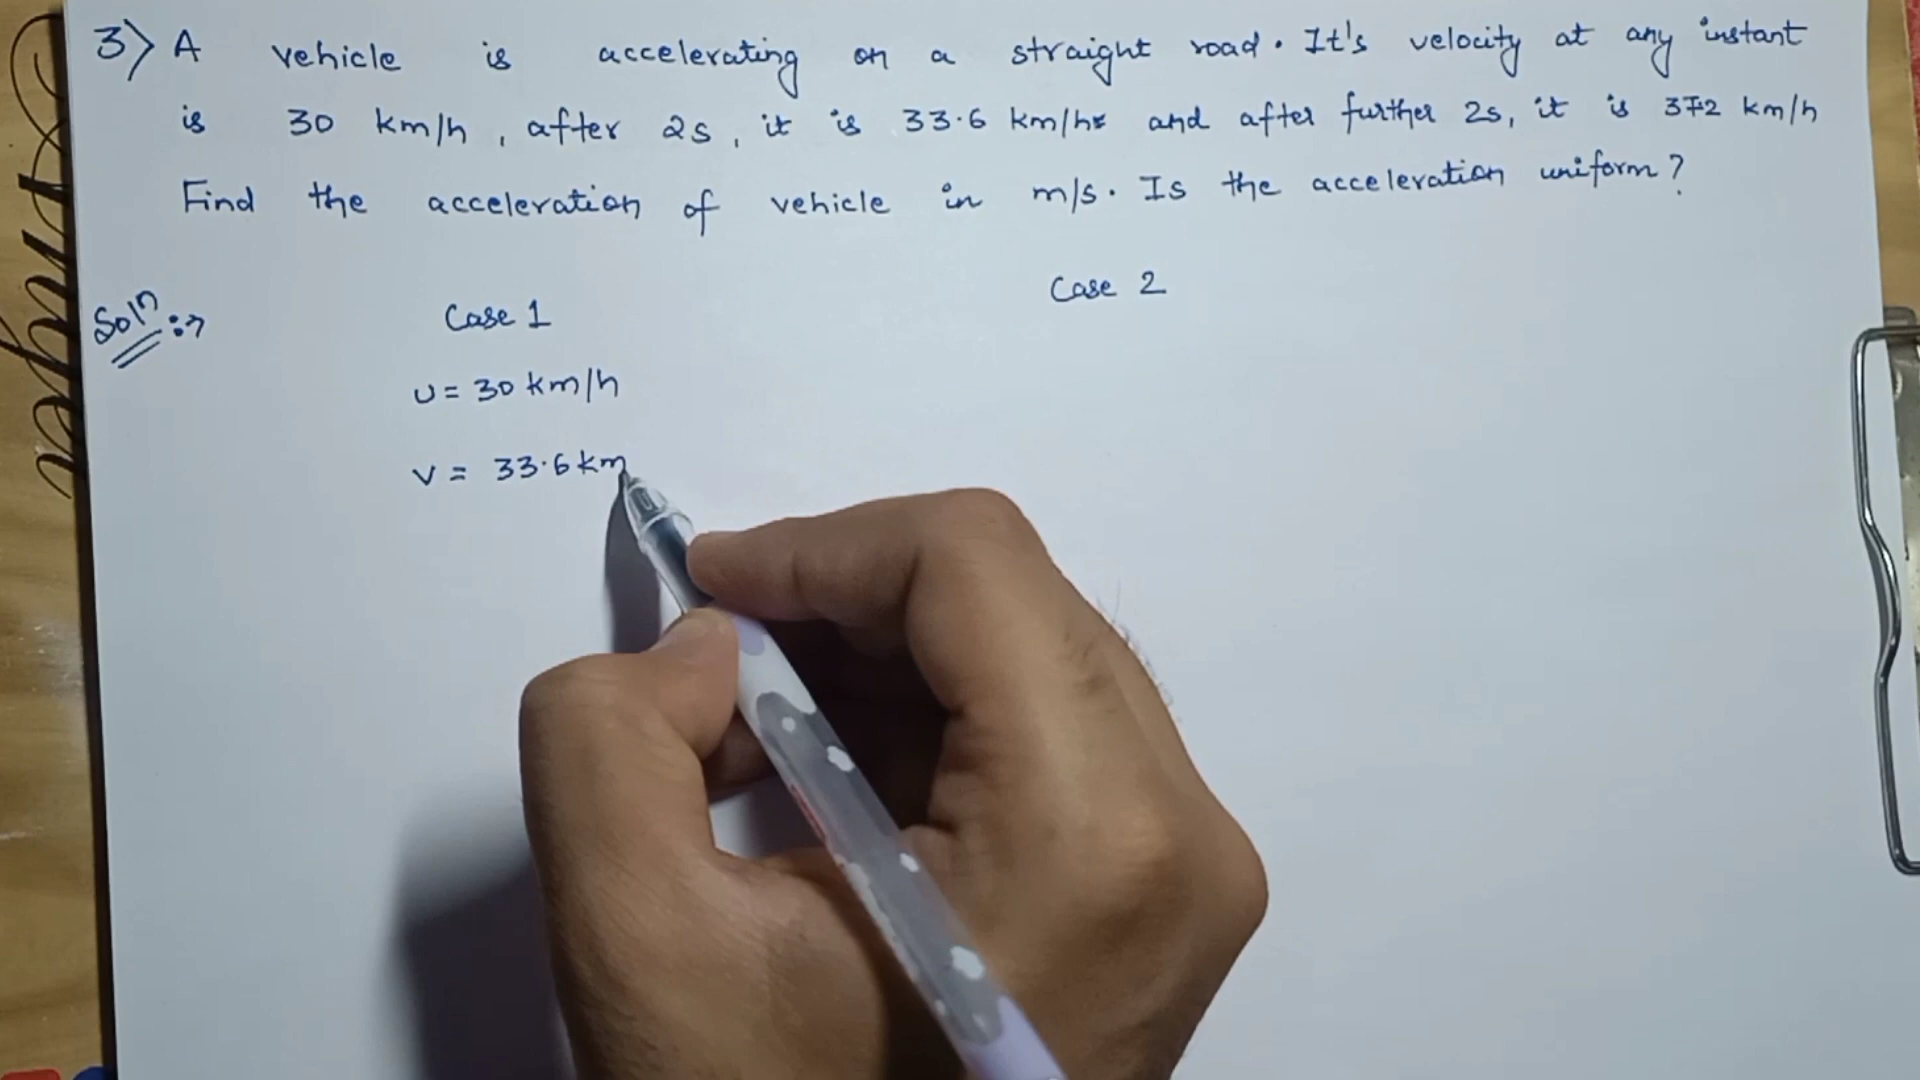 3) A vehicle is accelerating on a straight road. It's velocity at any instant
is 30 km/h, after 2s, it is 33.6 km/hr and after further 2s, it is 37.2 km/h
Find the acceleration of vehicle in m/s. Is the acceleration uniform?
Soln :→
Case 1
Case 2
u = 30 km/h
v = 33.6 km